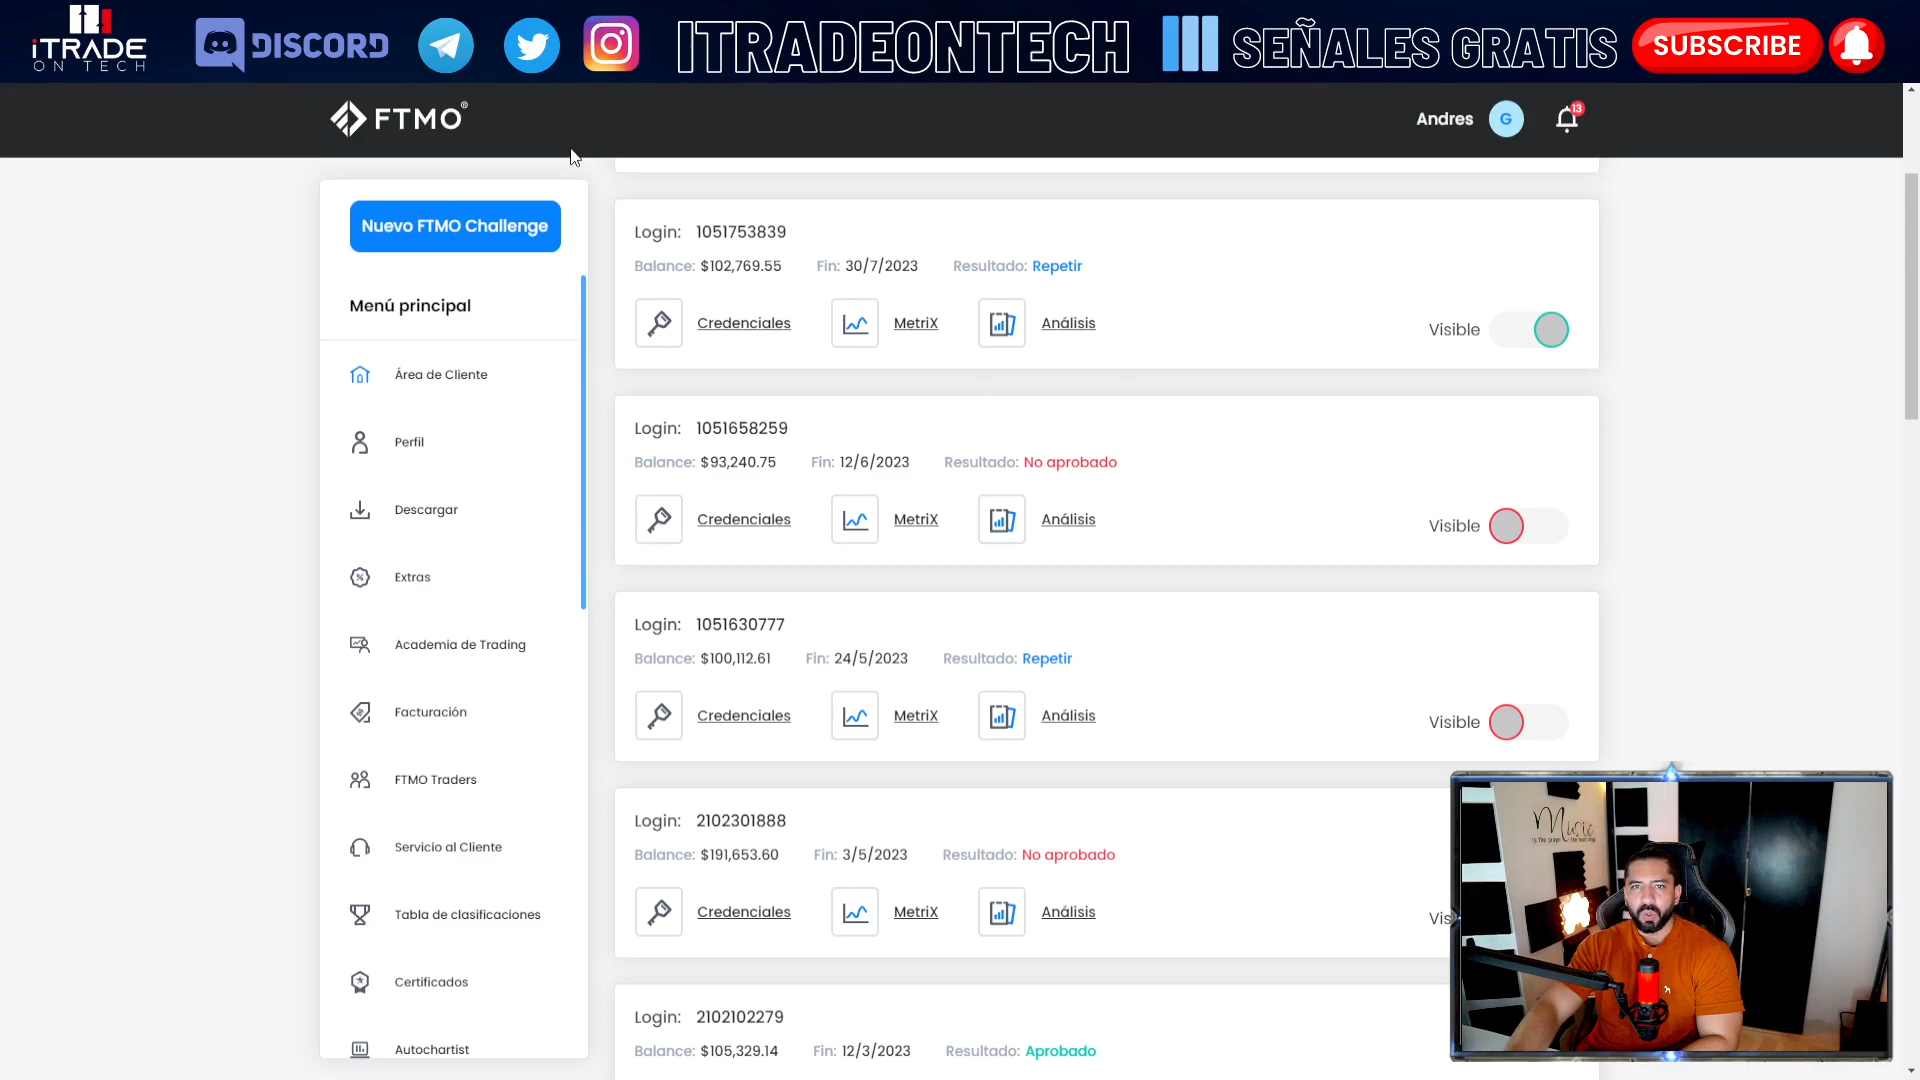 iTRADE
ON TECH
DISCORD
ITRADEONTECH
SEÑALES GRATIS
SUBSCRIBE
FTMO®
Andres
G
13
Nuevo FTMO Challenge
Menú principal
Área de Cliente
Perfil
Descargar
Extras
Academia de Trading
Facturación
FTMO Traders
Servicio al Cliente
Tabla de clasificaciones
Certificados
Autochartist
Login: 1051753839
Balance: $102,769.55 Fin: 30/7/2023 Resultado: Repetir
Credenciales MetriX Análisis Visible
Login: 1051658259
Balance: $93,240.75 Fin: 12/6/2023 Resultado: No aprobado
Credenciales MetriX Análisis Visible
Login: 1051630777
Balance: $100,112.61 Fin: 24/5/2023 Resultado: Repetir
Credenciales MetriX Análisis Visible
Login: 2102301888
Balance: $191,653.60 Fin: 3/5/2023 Resultado: No aprobado
Credenciales MetriX Análisis Vis
Login: 2102102279
Balance: $105,329.14 Fin: 12/3/2023 Resultado: Aprobado
Music